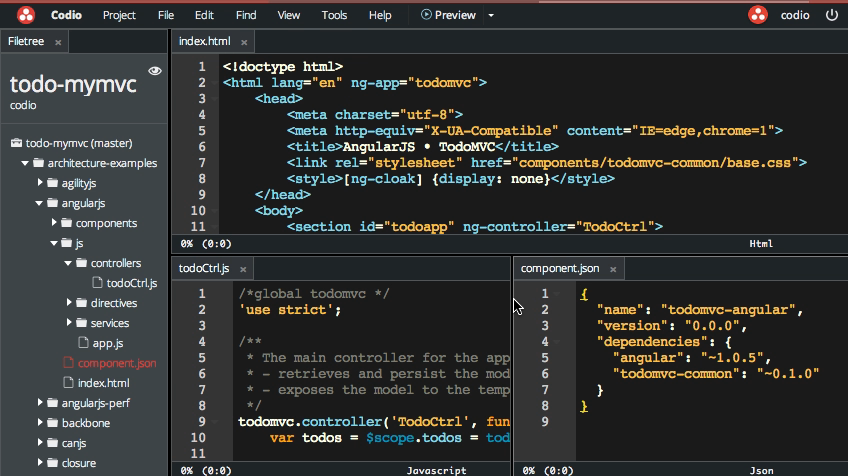 Codio Project File Edit Find View Tools Help Preview codio
Filetree ×
todo-mymvc
codio
todo-mymvc (master)
architecture-examples
agilityjs
angularjs
components
js
controllers
todoCtrl.js
directives
services
app.js
component.json
index.html
angularjs-perf
backbone
canjs
closure
index.html ×
1 <!doctype html>
2 <html lang="en" ng-app="todomvc">
3 <head>
4 <meta charset="utf-8">
5 <meta http-equiv="X-UA-Compatible" content="IE=edge,chrome=1">
6 <title>AngularJS • TodoMVC</title>
7 <link rel="stylesheet" href="components/todomvc-common/base.css">
8 <style>[ng-cloak] {display: none}</style>
9 </head>
10 <body>
11 <section id="todoapp" ng-controller="TodoCtrl">
0% (0:0) Html
todoCtrl.js ×
1 /*global todomvc */
2 'use strict';
3
4 /**
5 * The main controller for the app
6 * - retrieves and persist the mod
7 * - exposes the model to the temp
8 */
9 todomvc.controller('TodoCtrl', fun
10 var todos = $scope.todos = tod
11
0% (0:0) Javascript
component.json ×
1 {
2 "name": "todomvc-angular",
3 "version": "0.0.0",
4 "dependencies": {
5 "angular": "~1.0.5",
6 "todomvc-common": "~0.1.0"
7 }
8 }
9
0% (0:0) Json